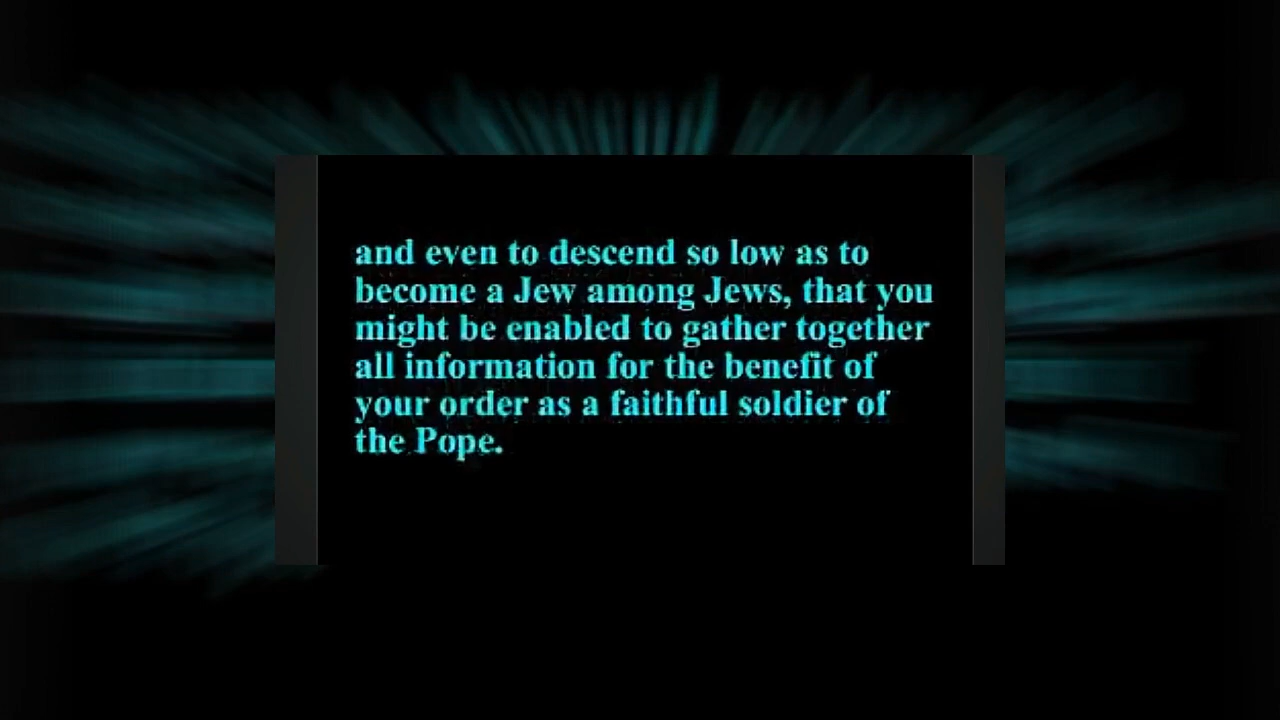 and even to descend so low as to
become a Jew among Jews, that you
might be enabled to gather together
all information for the benefit of
your order as a faithful soldier of
the Pope.